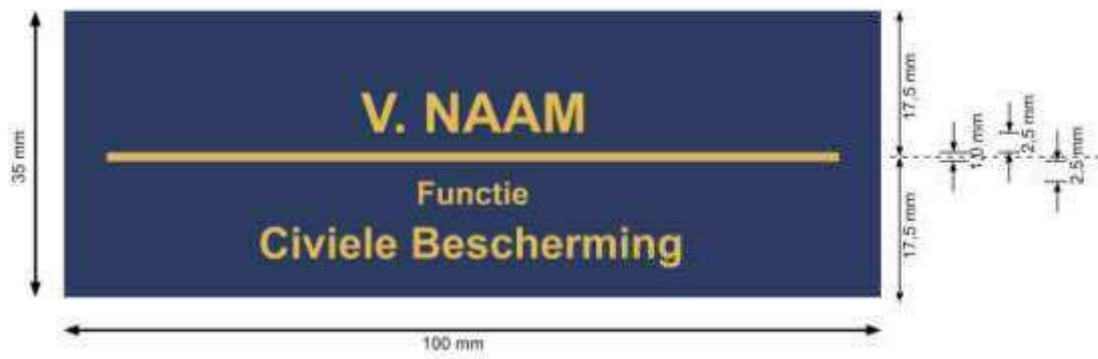 V. NAAM
Functie
Civiele Bescherming
35 mm
100 mm
17,5 mm
17,5 mm
1,0 mm
2,5 mm
2,5 mm